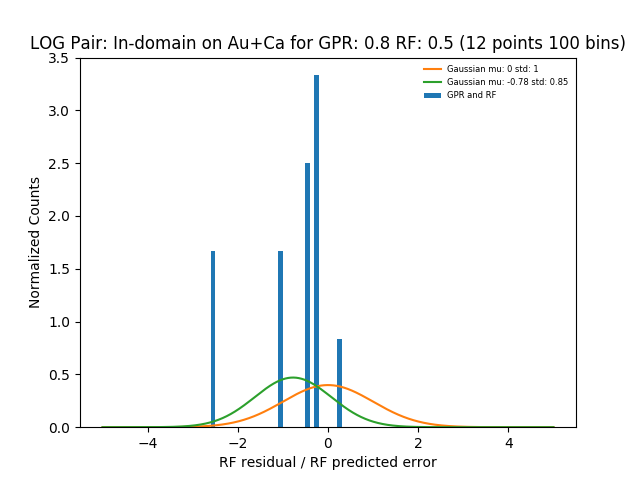 LOG Pair: In-domain on Au+Ca for GPR: 0.8 RF: 0.5 (12 points 100 bins)
Gaussian mu: 0 std: 1
Gaussian mu: -0.78 std: 0.85
GPR and RF
3.5
3.0
2.5
2.0
1.5
1.0
0.5
0.0
Normalized Counts
−4
−2
0
2
4
RF residual / RF predicted error